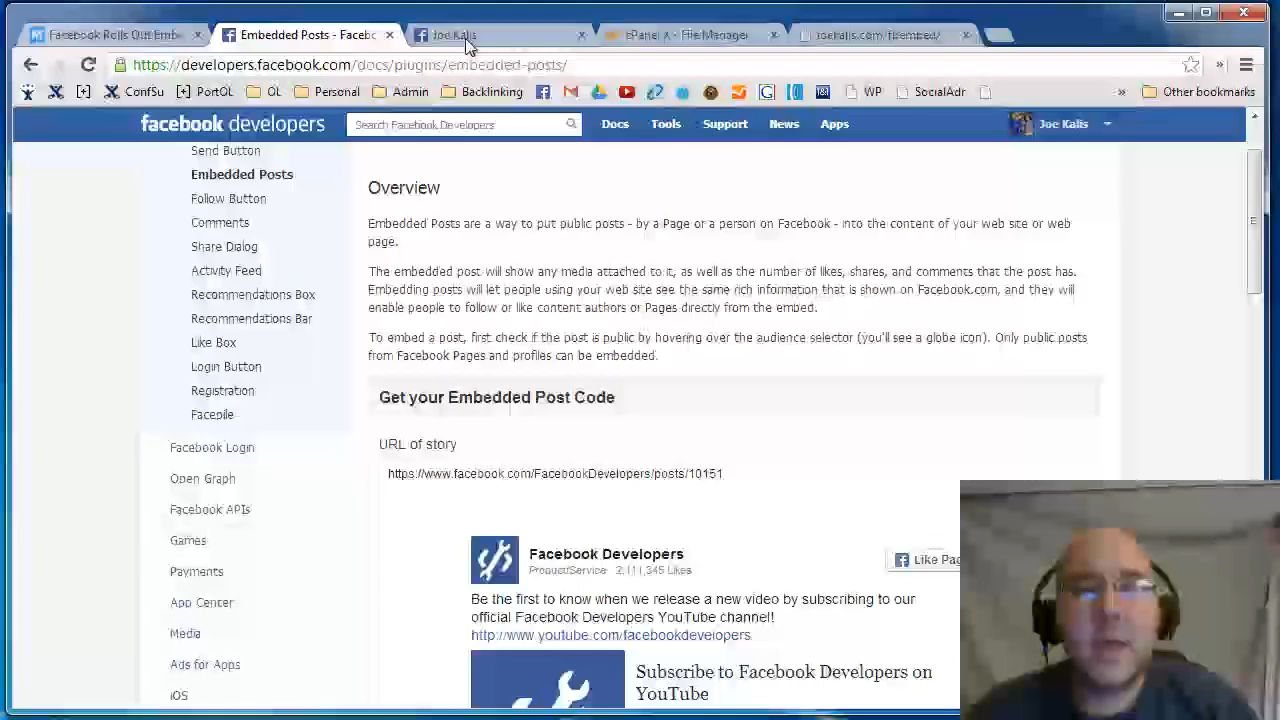 Facebook Rolls Out Embe
Embedded Posts - Facebo
Joe Kalis
cPanel X - File Manager
joekalis.com/fbembed/
https://developers.facebook.com/docs/plugins/embedded-posts/
ConfSu
PortOL
OL
Personal
Admin
Backlinking
WP
SocialAdr
»
Other bookmarks
facebook developers
Search Facebook Developers
Docs
Tools
Support
News
Apps
Joe Kalis
Send Button
Embedded Posts
Follow Button
Comments
Share Dialog
Activity Feed
Recommendations Box
Recommendations Bar
Like Box
Login Button
Registration
Facepile
Facebook Login
Open Graph
Facebook APIs
Games
Payments
App Center
Media
Ads for Apps
iOS
Overview
Embedded Posts are a way to put public posts - by a Page or a person on Facebook - into the content of your web site or web
page.
The embedded post will show any media attached to it, as well as the number of likes, shares, and comments that the post has.
Embedding posts will let people using your web site see the same rich information that is shown on Facebook.com, and they will
enable people to follow or like content authors or Pages directly from the embed.
To embed a post, first check if the post is public by hovering over the audience selector (you'll see a globe icon). Only public posts
from Facebook Pages and profiles can be embedded.
Get your Embedded Post Code
URL of story
https://www.facebook.com/FacebookDevelopers/posts/10151
Facebook Developers
Product/Service · 2,111,345 Likes
Like Pag
Be the first to know when we release a new video by subscribing to our
official Facebook Developers YouTube channel!
http://www.youtube.com/facebookdevelopers
Subscribe to Facebook Developers on
YouTube